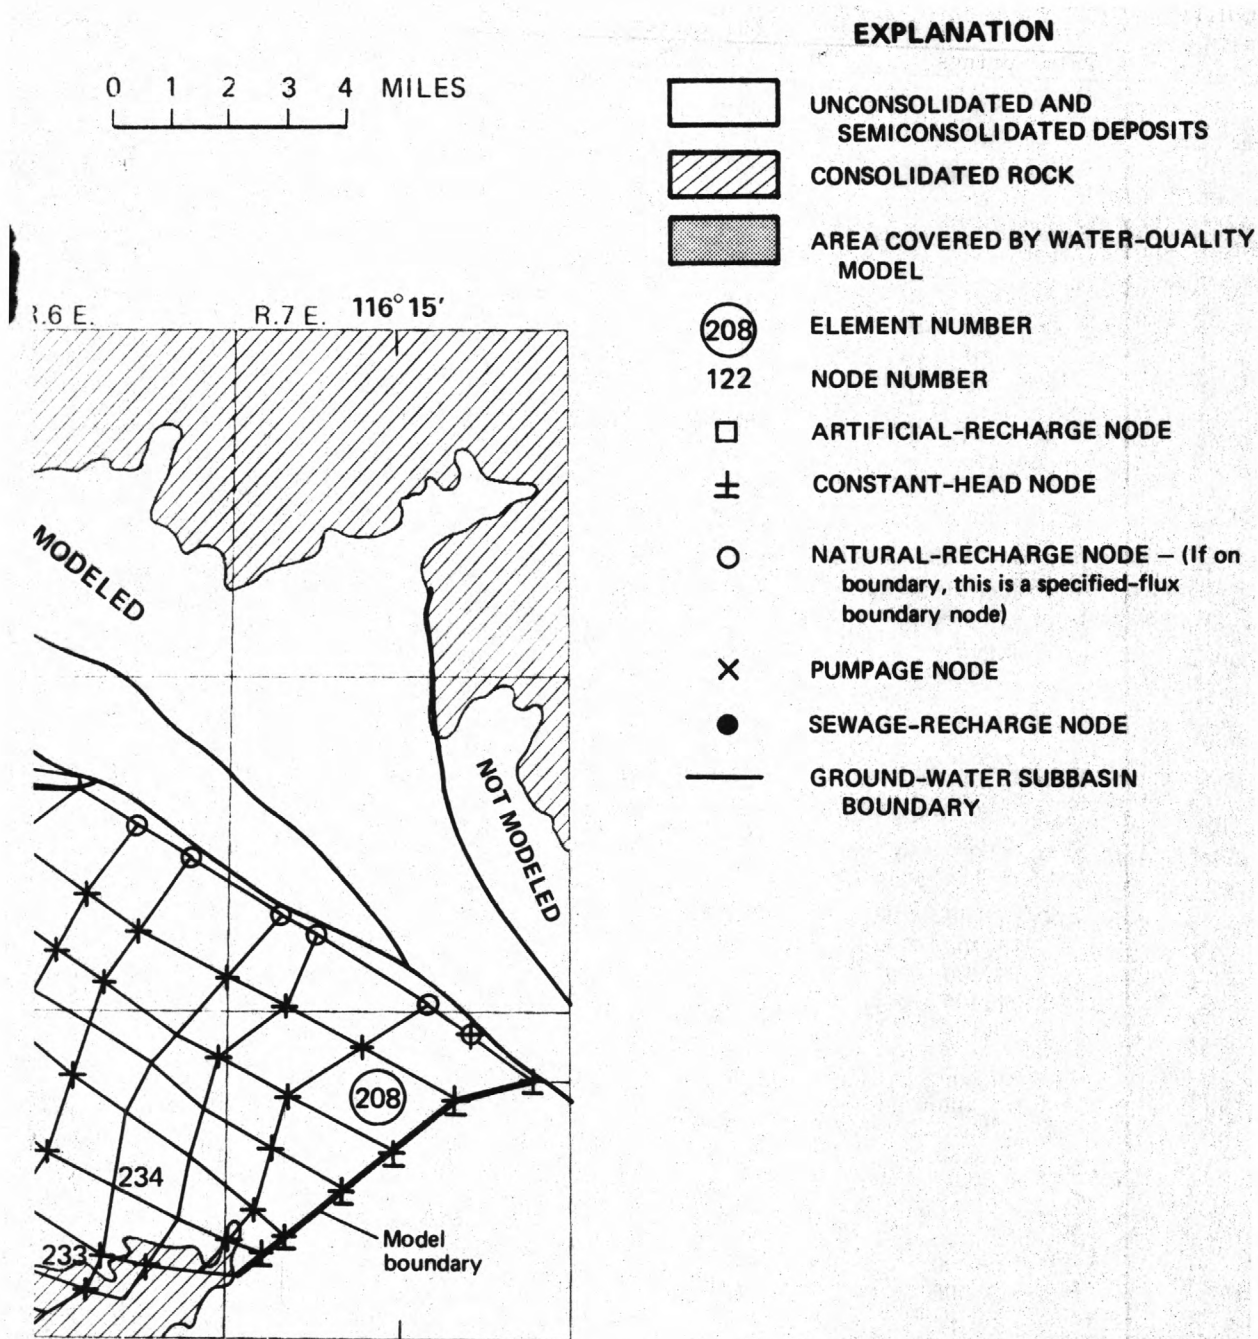 EXPLANATION
0 1 2 3 4 MILES
UNCONSOLIDATED AND
SEMICONSOLIDATED DEPOSITS
CONSOLIDATED ROCK
AREA COVERED BY WATER-QUALITY
MODEL
R.7 E. 116°15′
208 ELEMENT NUMBER
122 NODE NUMBER
ARTIFICIAL-RECHARGE NODE
CONSTANT-HEAD NODE
NATURAL-RECHARGE NODE — (If on
boundary, this is a specified-flux
boundary node)
PUMPAGE NODE
SEWAGE-RECHARGE NODE
GROUND-WATER SUBBASIN
BOUNDARY
MODELED
NOT MODELED
208
234
233
Model
boundary